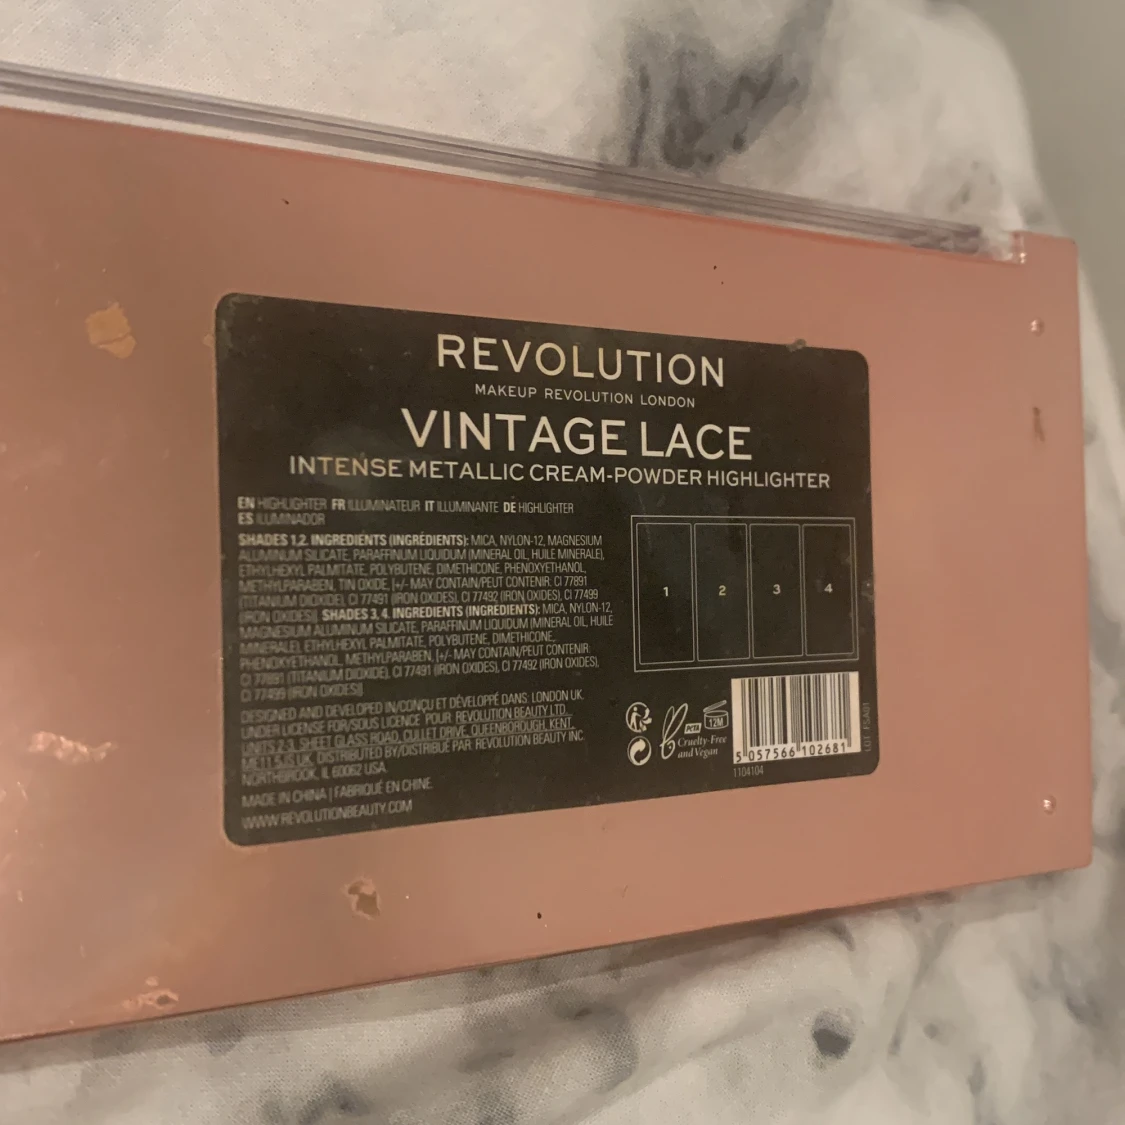 REVOLUTION
MAKEUP REVOLUTION LONDON
VINTAGE LACE
INTENSE METALLIC CREAM-POWDER HIGHLIGHTER
EN HIGHLIGHTER FR ILLUMINATEUR IT ILLUMINANTE DE HIGHLIGHTER
ES ILUMINADOR
SHADES 1,2. INGREDIENTS (INGRÉDIENTS): MICA, NYLON-12, MAGNESIUM
ALUMINUM SILICATE, PARAFFINUM LIQUIDUM (MINERAL OIL, HUILE MINERALE),
ETHYLHEXYL PALMITATE, POLYBUTENE, DIMETHICONE, PHENOXYETHANOL,
METHYLPARABEN, TIN OXIDE, [+/- MAY CONTAIN/PEUT CONTENIR: CI 77891
(TITANIUM DIOXIDE), CI 77491 (IRON OXIDES), CI 77492 (IRON OXIDES), CI 77499
(IRON OXIDES)] SHADES 3, 4. INGREDIENTS (INGRÉDIENTS): MICA, NYLON-12,
MAGNESIUM ALUMINUM SILICATE, PARAFFINUM LIQUIDUM (MINERAL OIL, HUILE
MINERALE), ETHYLHEXYL PALMITATE, POLYBUTENE, DIMETHICONE,
PHENOXYETHANOL, METHYLPARABEN, [+/- MAY CONTAIN/PEUT CONTENIR:
CI 77891 (TITANIUM DIOXIDE), CI 77491 (IRON OXIDES), CI 77492 (IRON OXIDES),
CI 77499 (IRON OXIDES)]
DESIGNED AND DEVELOPED IN/CONÇU ET DÉVELOPPÉ DANS: LONDON UK.
UNDER LICENSE FOR/SOUS LICENCE POUR REVOLUTION BEAUTY LTD.
UNITS 2-3, SHEET GLASS ROAD, CULLET DRIVE, QUEENBOROUGH, KENT,
ME11 5JS UK. DISTRIBUTED BY/DISTRIBUÉ PAR: REVOLUTION BEAUTY INC.
NORTHBROOK, IL 60062 USA.
MADE IN CHINA | FABRIQUÉ EN CHINE.
WWW.REVOLUTIONBEAUTY.COM
1 2 3 4
PETA
Cruelty-Free
and Vegan
12M
5 057566 102681
1104104